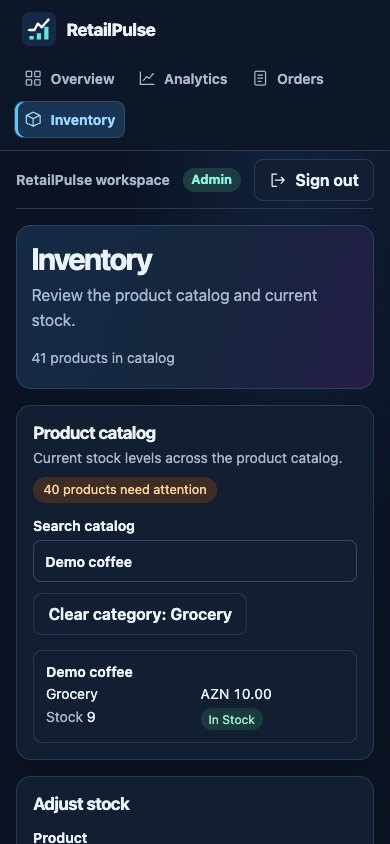 RetailPulse
Overview
Analytics
Orders
Inventory
RetailPulse workspace
Admin
Sign out
Inventory
Review the product catalog and current
stock.
41 products in catalog
Product catalog
Current stock levels across the product catalog.
40 products need attention
Search catalog
Demo coffee
Clear category: Grocery
Demo coffee
Grocery
AZN 10.00
Stock 9
In Stock
Adjust stock
Product